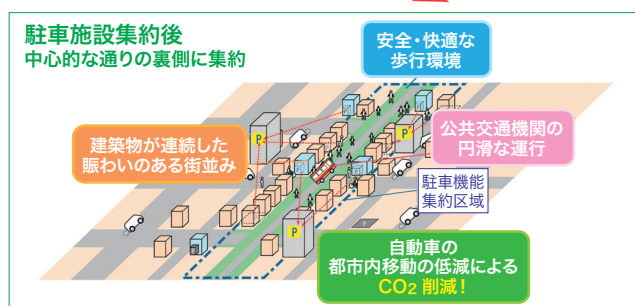 駐車施設集約後
中心的な通りの裏側に集約
安全・快適な
歩行環境
建築物が連続した
賑わいのある街並み
公共交通機関の
円滑な運行
駐車機能
集約区域
自動車の
都市内移動の低減による
CO2 削減！
P
P
P